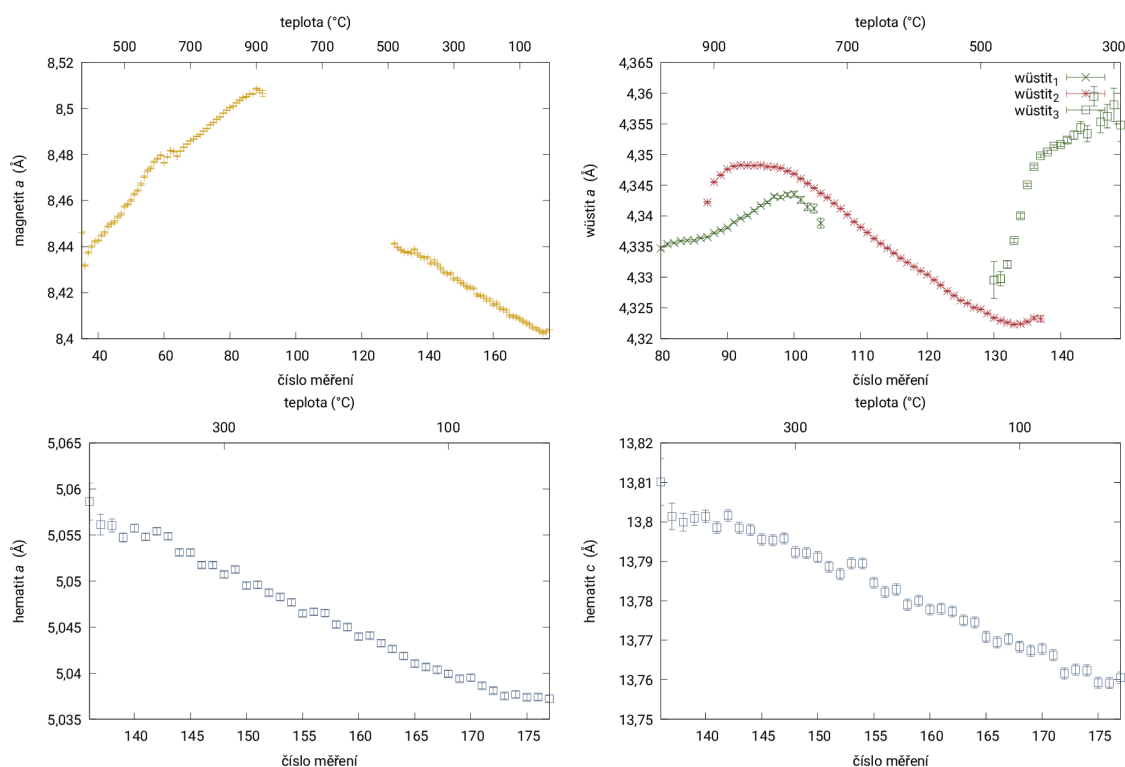 teplota (°C)
500 700 900 700 500 300 100
8,52
8,5
8,48
8,46
8,44
8,42
8,4
magnetit a (Å)
40 60 80 100 120 140 160
číslo měření
teplota (°C)
900 700 500 300
4,365
4,36
4,355
4,35
4,345
4,34
4,335
4,33
4,325
4,32
wüstit a (Å)
wüstit1
wüstit2
wüstit3
80 90 100 110 120 130 140
číslo měření
teplota (°C)
300 100
5,065
5,06
5,055
5,05
5,045
5,04
5,035
hematit a (Å)
140 145 150 155 160 165 170 175
číslo měření
teplota (°C)
300 100
13,82
13,81
13,8
13,79
13,78
13,77
13,76
13,75
hematit c (Å)
140 145 150 155 160 165 170 175
číslo měření